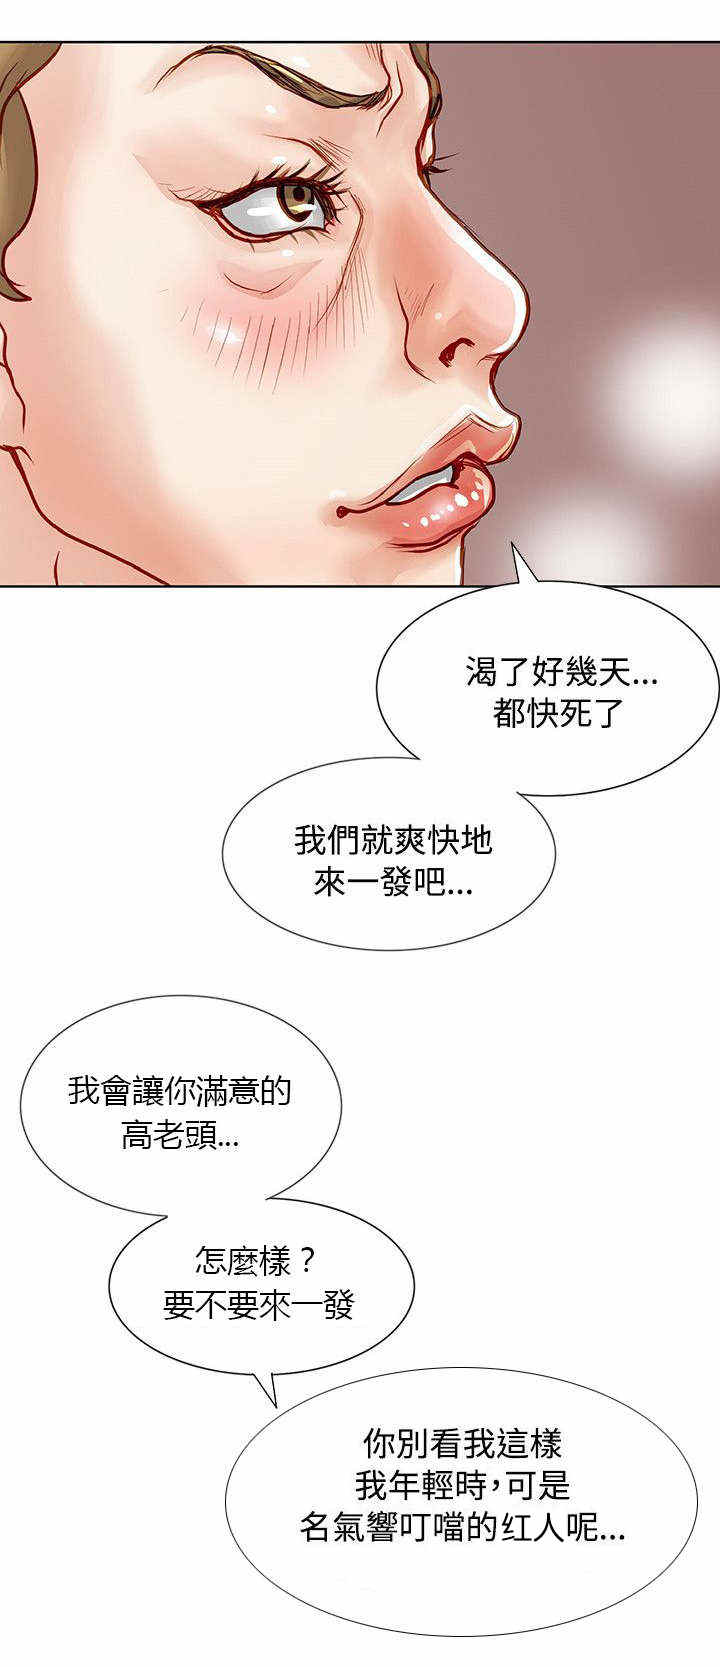 渴了好幾天...
都快死了
我們就爽快地
來一發吧...
我會讓你滿意的
高老頭...
怎麼樣？
要不要來一發
你別看我這樣
我年輕時，可是
名氣響叮噹的红人呢...